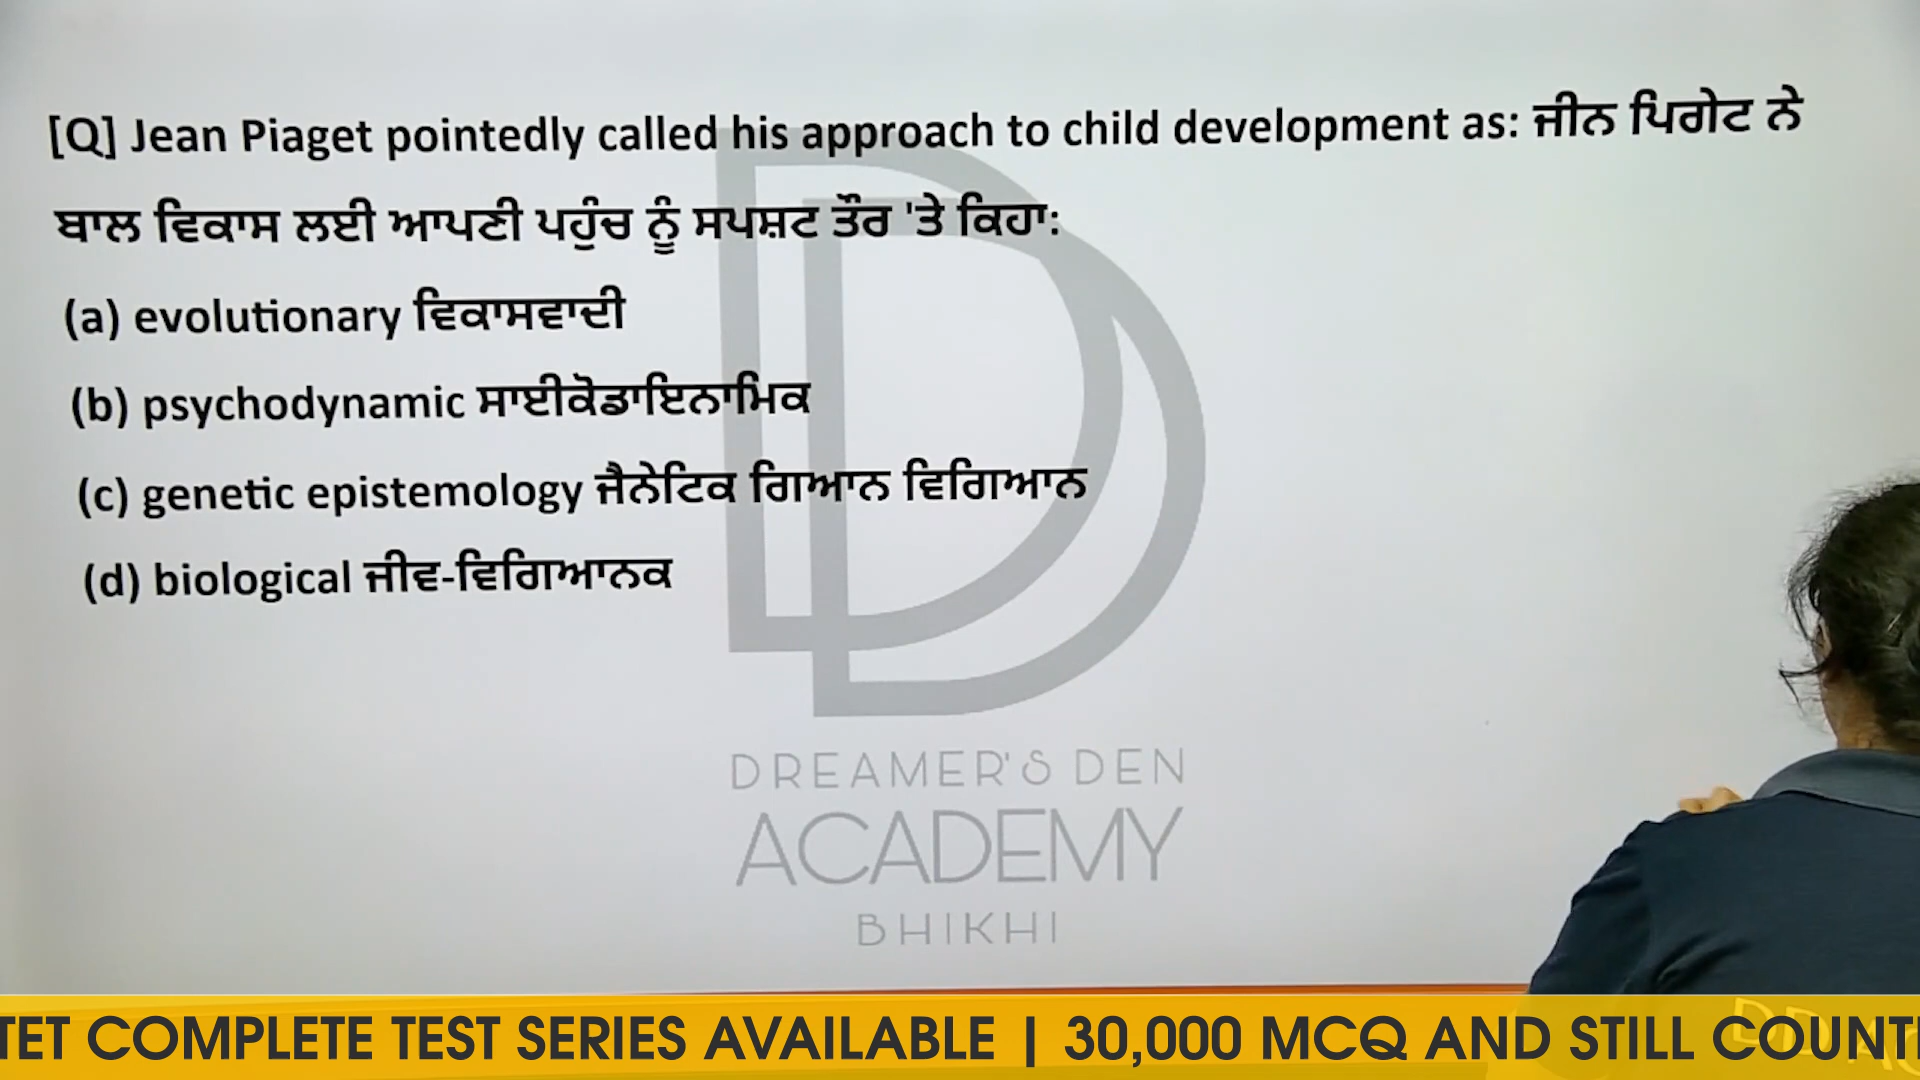 [Q] Jean Piaget pointedly called his approach to child development as: ਜੀਨ ਪਿਗੇਟ ਨੇ
ਬਾਲ ਵਿਕਾਸ ਲਈ ਆਪਣੀ ਪਹੁੰਚ ਨੂੰ ਸਪਸ਼ਟ ਤੌਰ 'ਤੇ ਕਿਹਾ:
(a) evolutionary ਵਿਕਾਸਵਾਦੀ
(b) psychodynamic ਸਾਈਕੋਡਾਇਨਾਮਿਕ
(c) genetic epistemology ਜੈਨੇਟਿਕ ਗਿਆਨ ਵਿਗਿਆਨ
(d) biological ਜੀਵ-ਵਿਗਿਆਨਕ
DREAMER'S DEN
ACADEMY
BHIKHI
TET COMPLETE TEST SERIES AVAILABLE | 30,000 MCQ AND STILL COUNTI